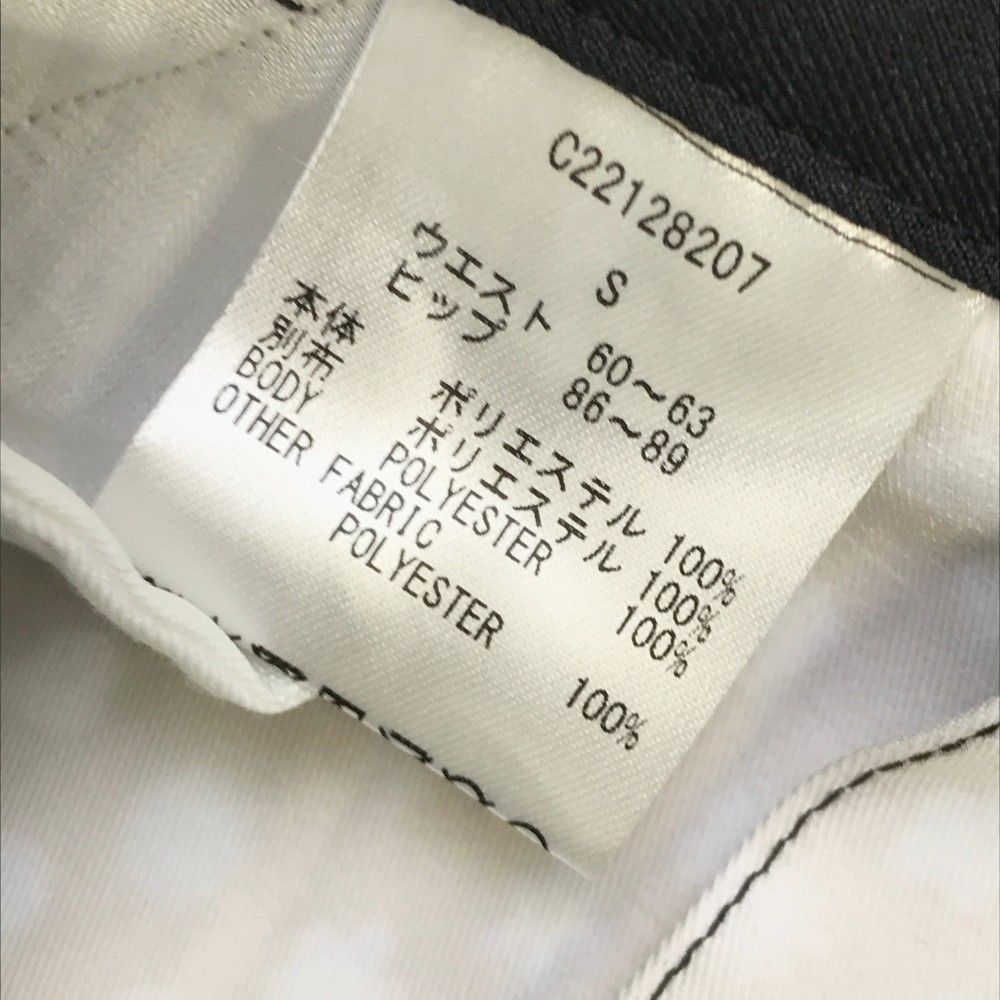 C22128207
S
ウエスト 60～63
ヒップ 86～89
本体 ポリエステル 100%
別布 ポリエステル 100%
BODY POLYESTER 100%
OTHER FABRIC
POLYESTER 100%